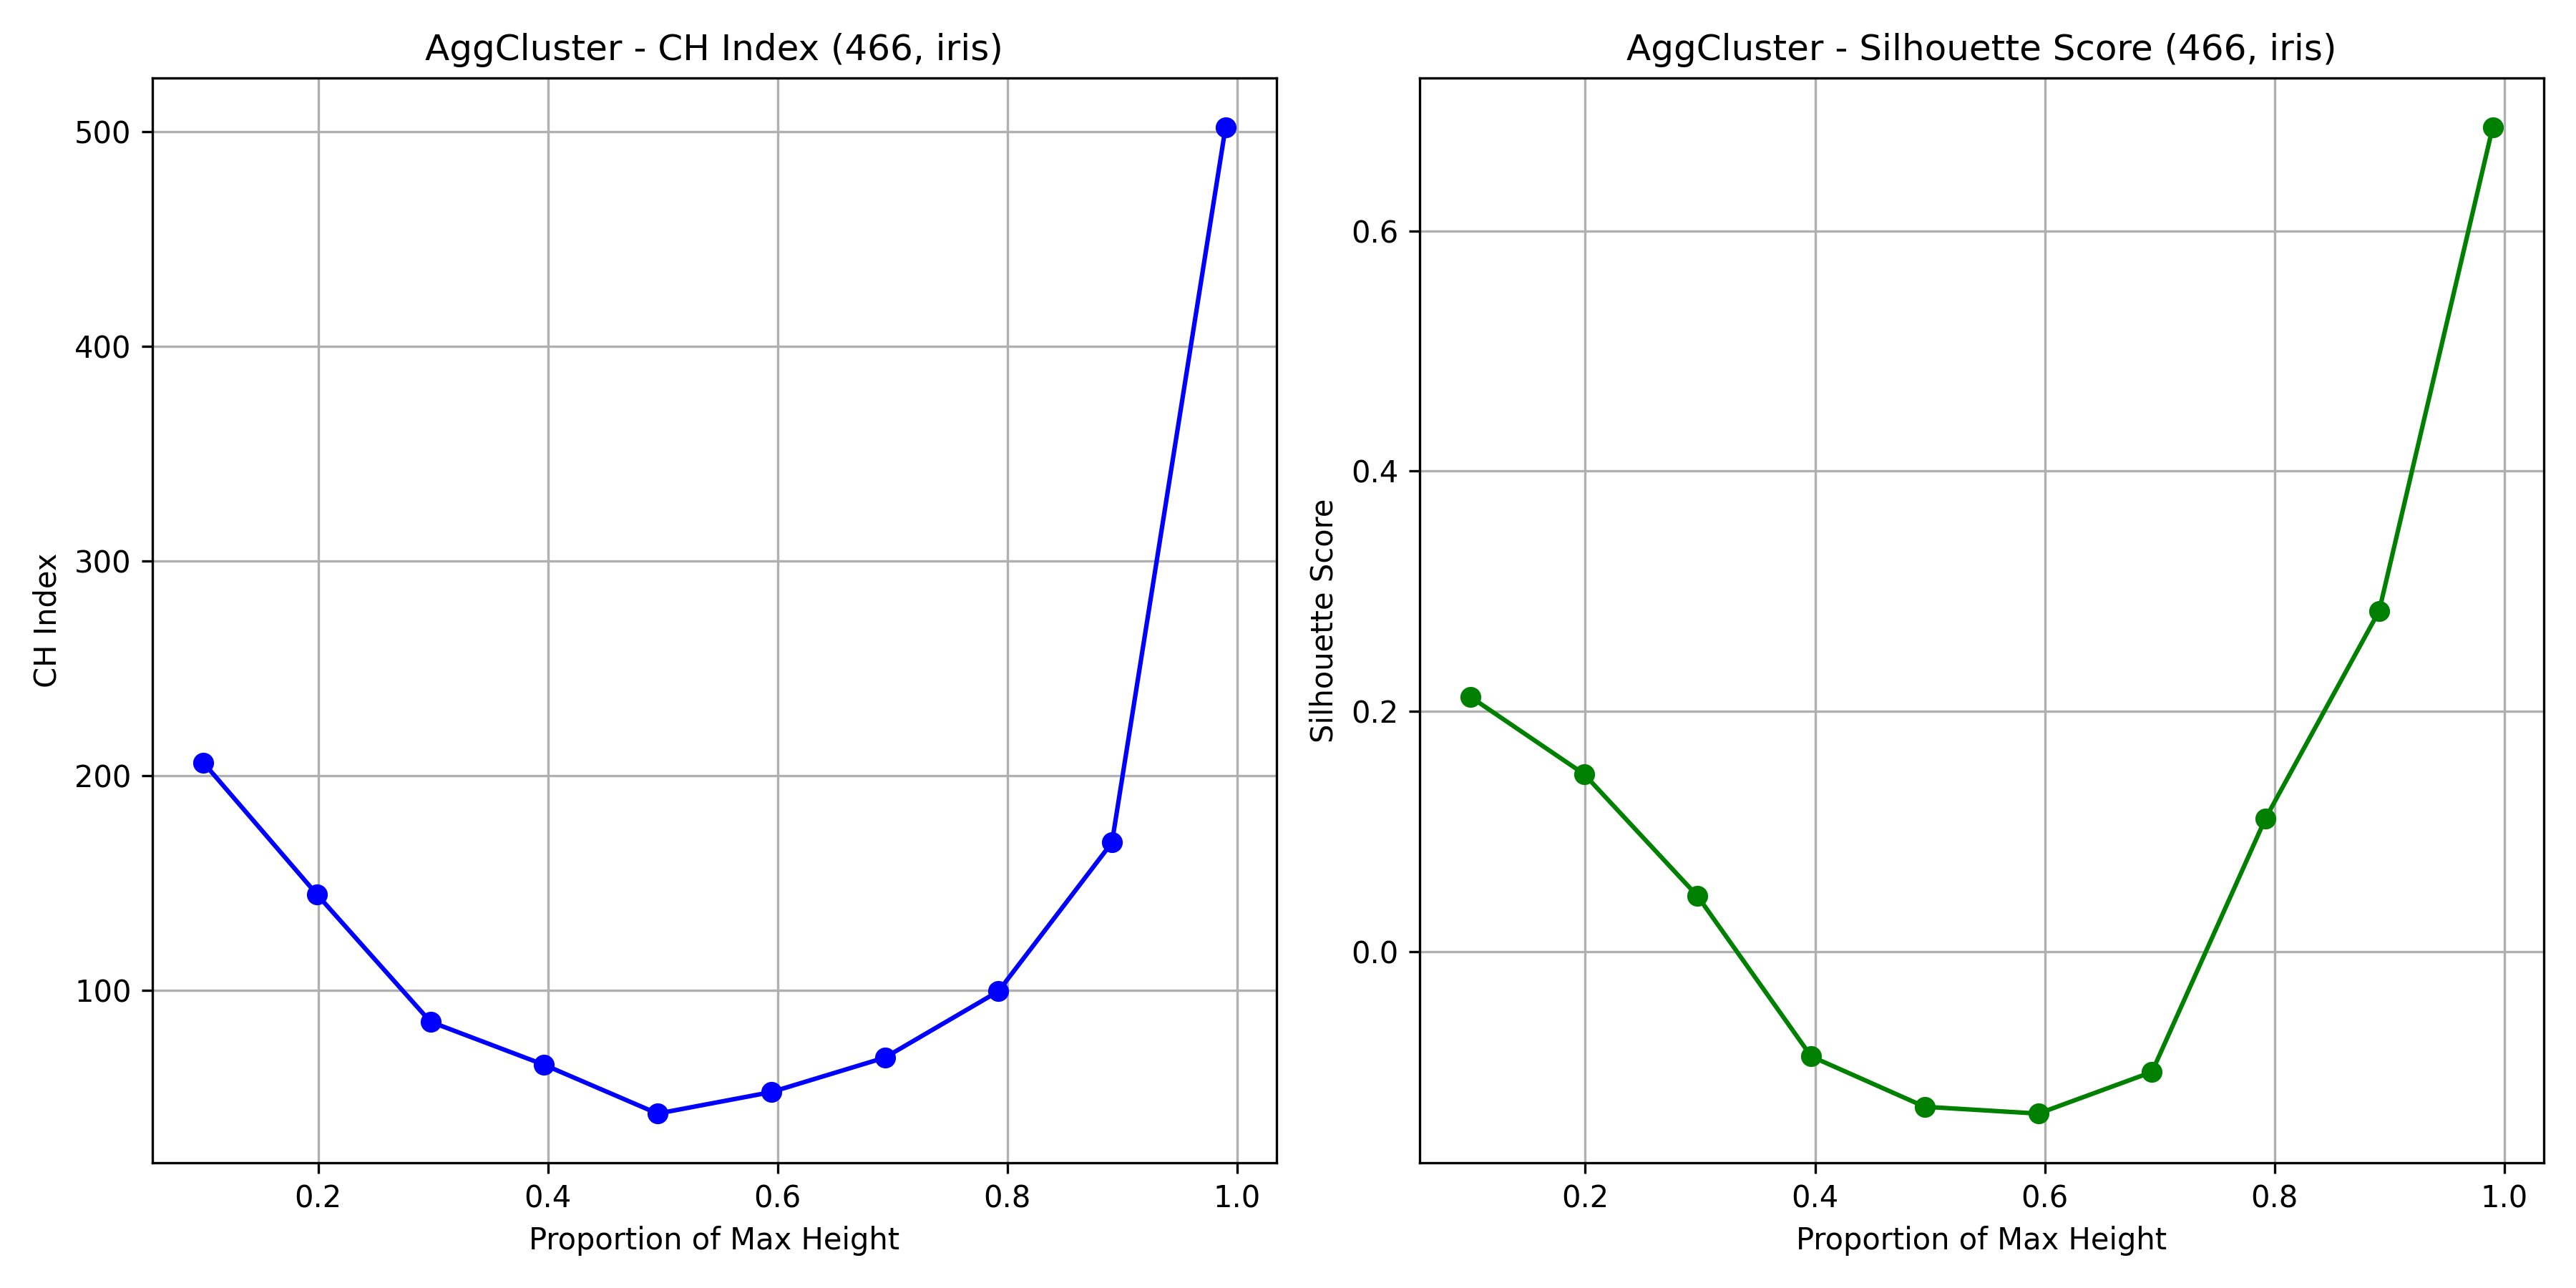 AggCluster - CH Index (466, iris)
500
400
300
200
100
CH Index
0.2 0.4 0.6 0.8 1.0
Proportion of Max Height
AggCluster - Silhouette Score (466, iris)
0.6
0.4
0.2
0.0
Silhouette Score
0.2 0.4 0.6 0.8 1.0
Proportion of Max Height